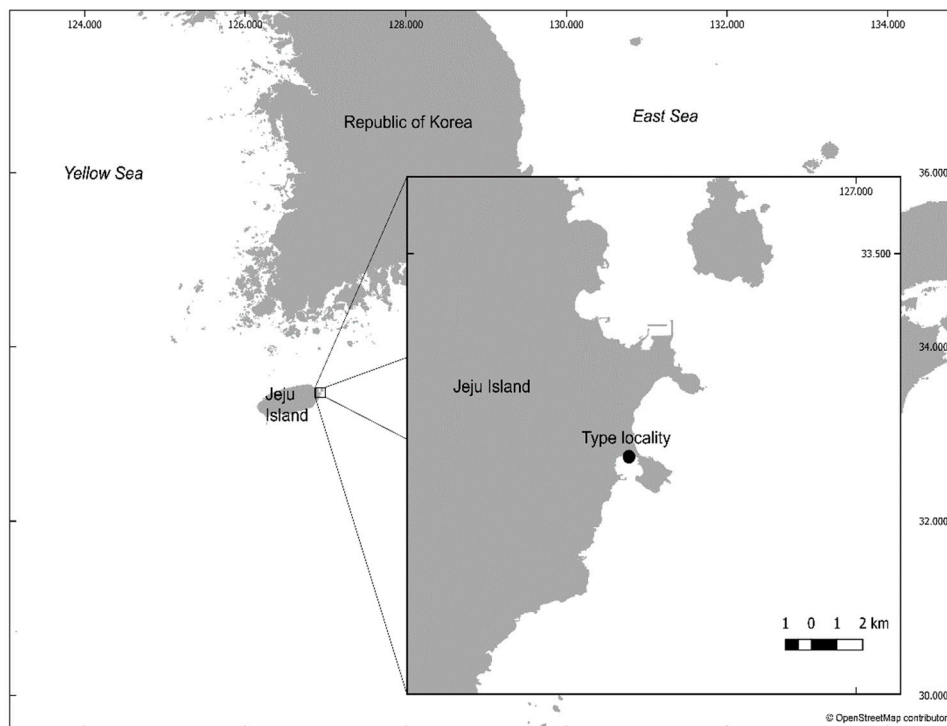 124.000
126.000
128.000
130.000
132.000
134.000
Republic of Korea
East Sea
Yellow Sea
36.000
127.000
33.500
34.000
Jeju
Island
Jeju Island
Type locality
32.000
1 0 1 2 km
30.000
© OpenStreetMap contributor